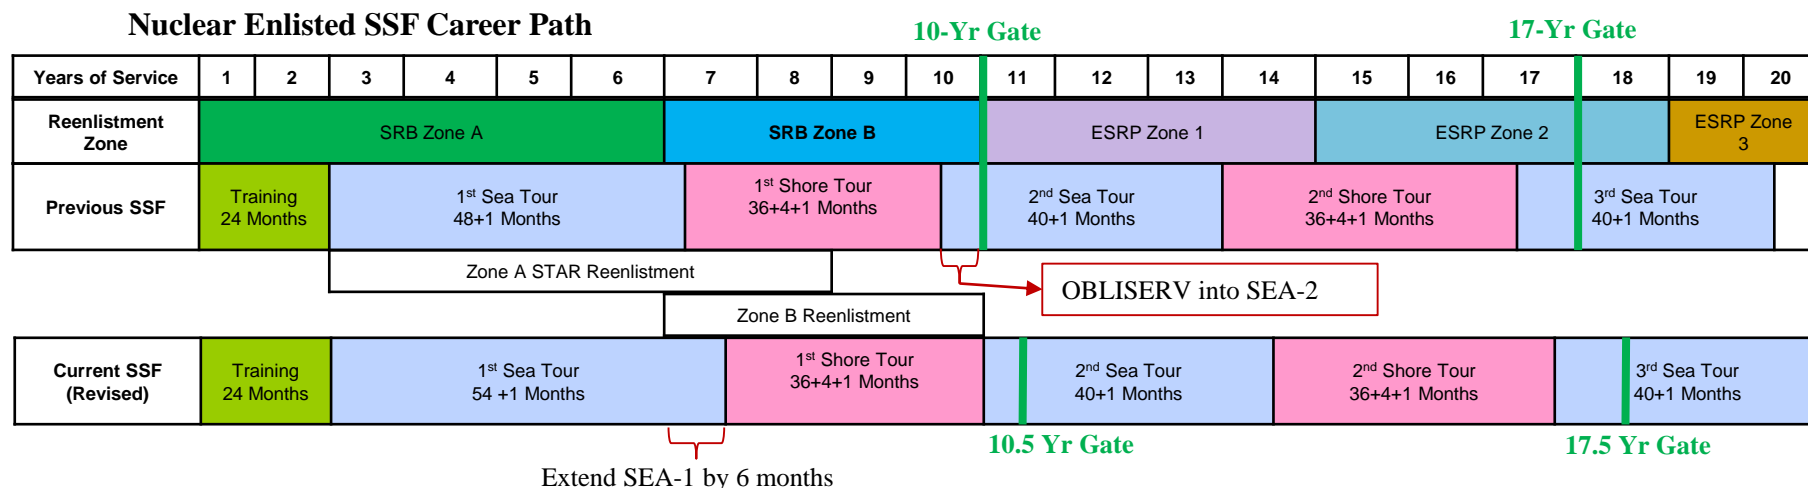 Nuclear Enlisted SSF Career Path
10-Yr Gate
17-Yr Gate
Years of Service 1 2 3 4 5 6 7 8 9 10 11 12 13 14 15 16 17 18 19 20
Reenlistment
Zone
SRB Zone A
SRB Zone B
ESRP Zone 1
ESRP Zone 2
ESRP Zone
3
Previous SSF
Training
24 Months
1st Sea Tour
48+1 Months
1st Shore Tour
36+4+1 Months
2nd Sea Tour
40+1 Months
2nd Shore Tour
36+4+1 Months
3rd Sea Tour
40+1 Months
Zone A STAR Reenlistment
OBLISERV into SEA-2
Zone B Reenlistment
Current SSF
(Revised)
Training
24 Months
1st Sea Tour
54 +1 Months
1st Shore Tour
36+4+1 Months
2nd Sea Tour
40+1 Months
2nd Shore Tour
36+4+1 Months
3rd Sea Tour
40+1 Months
10.5 Yr Gate
17.5 Yr Gate
Extend SEA-1 by 6 months